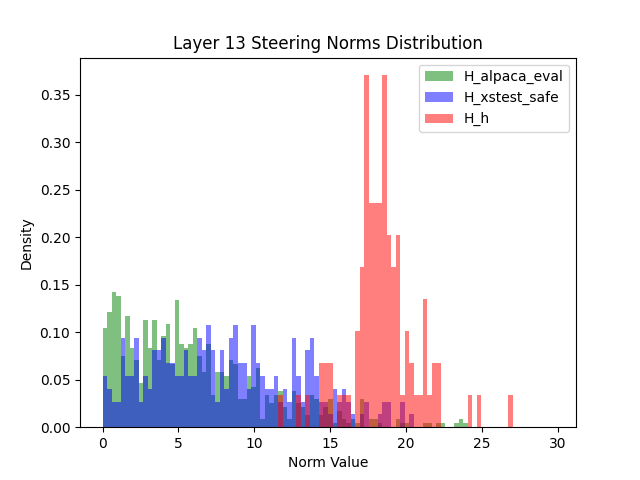 Layer 13 Steering Norms Distribution
H_alpaca_eval
H_xstest_safe
H_h
0.35
0.30
0.25
0.20
0.15
0.10
0.05
0.00
Density
0
5
10
15
20
25
30
Norm Value